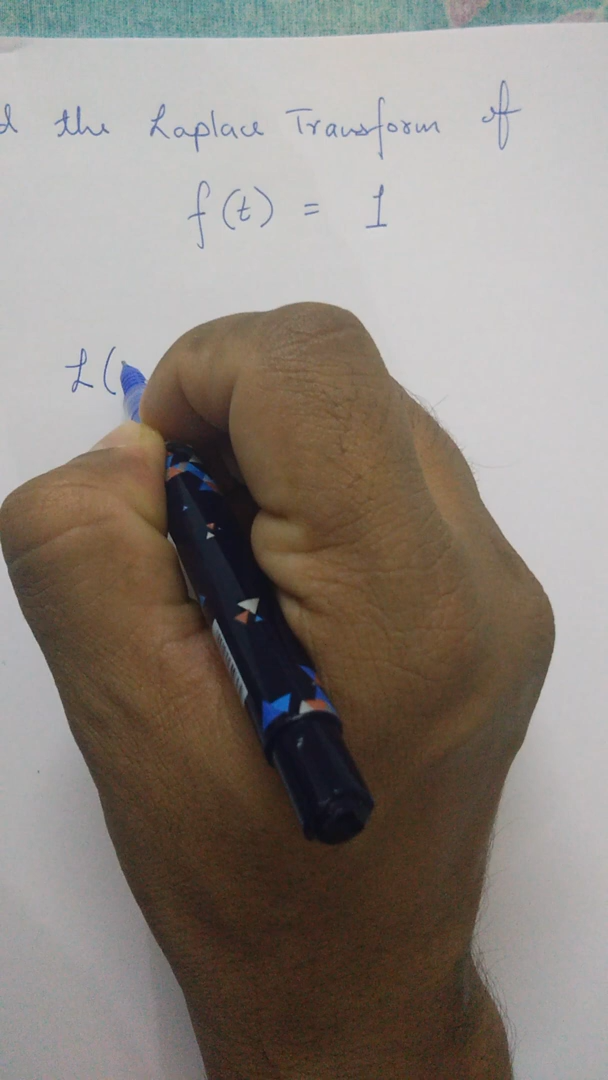 the Laplace Transform of
f(t) = 1
L(